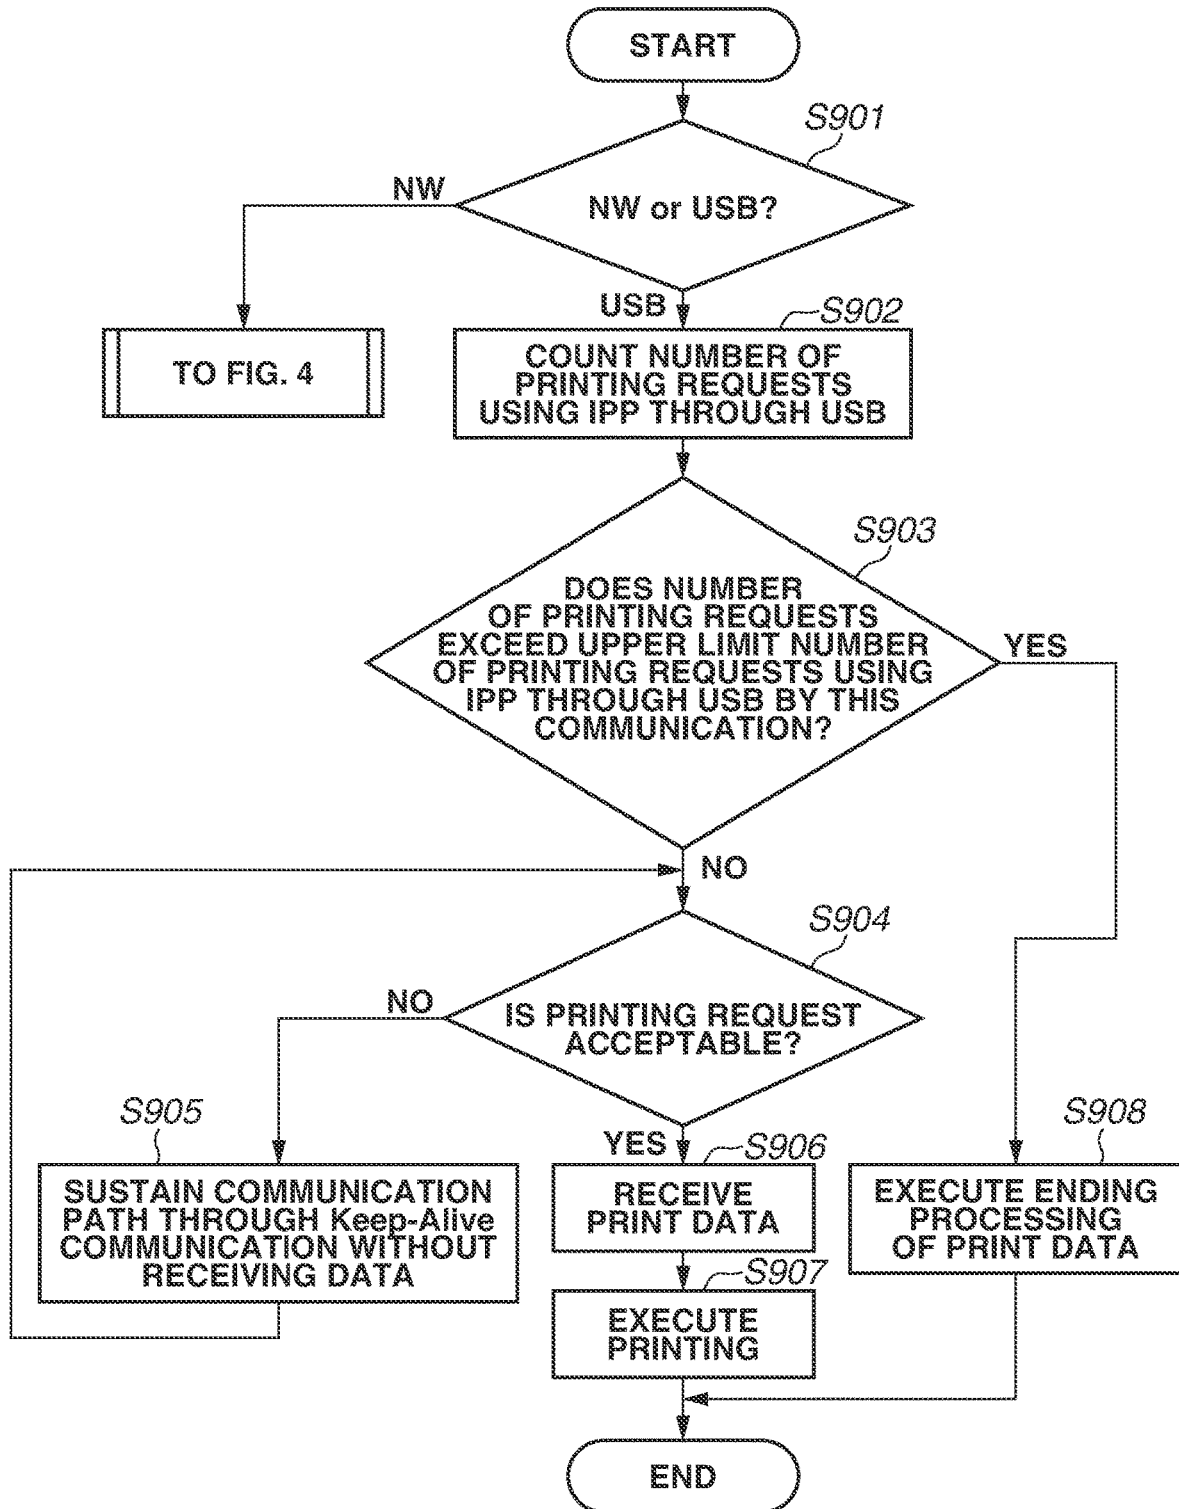 START
S901
NW
NW or USB?
USB
S902
TO FIG. 4
COUNT NUMBER OF
PRINTING REQUESTS
USING IPP THROUGH USB
S903
DOES NUMBER
OF PRINTING REQUESTS
EXCEED UPPER LIMIT NUMBER
OF PRINTING REQUESTS USING
IPP THROUGH USB BY THIS
COMMUNICATION?
YES
NO
S904
NO
IS PRINTING REQUEST
ACCEPTABLE?
S905
YES
S906
S908
SUSTAIN COMMUNICATION
PATH THROUGH Keep-Alive
COMMUNICATION WITHOUT
RECEIVING DATA
RECEIVE
PRINT DATA
EXECUTE ENDING
PROCESSING
OF PRINT DATA
S907
EXECUTE
PRINTING
END